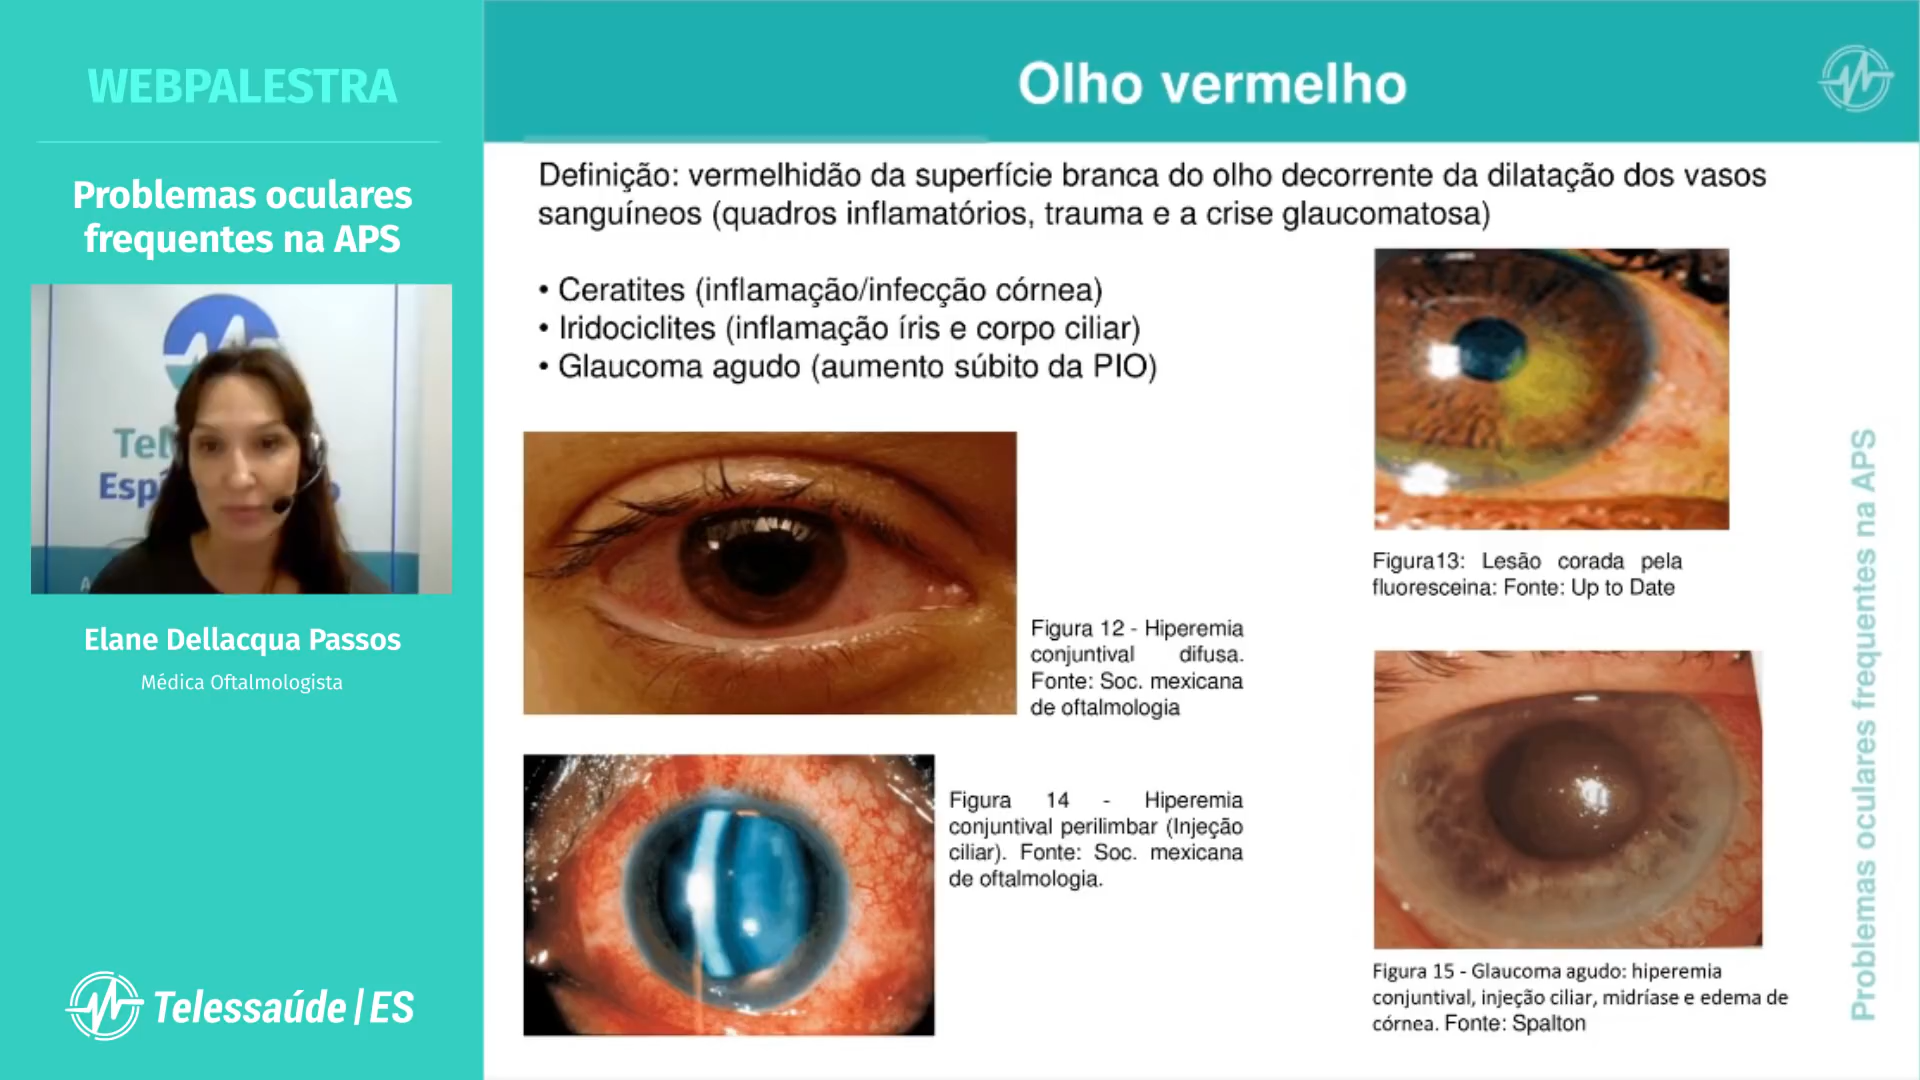 WEBPALESTRA
Problemas oculares
frequentes na APS
Elane Dellacqua Passos
Médica Oftalmologista
Telessaúde|ES
Olho vermelho
Definição: vermelhidão da superfície branca do olho decorrente da dilatação dos vasos
sanguíneos (quadros inflamatórios, trauma e a crise glaucomatosa)
• Ceratites (inflamação/infecção córnea)
• Iridociclites (inflamação íris e corpo ciliar)
• Glaucoma agudo (aumento súbito da PIO)
Figura 12 - Hiperemia
conjuntival difusa.
Fonte: Soc. mexicana
de oftalmologia
Figura13: Lesão corada pela
fluoresceina: Fonte: Up to Date
Figura 14 - Hiperemia
conjuntival perilimbar (Injeção
ciliar). Fonte: Soc. mexicana
de oftalmologia.
Figura 15 - Glaucoma agudo: hiperemia
conjuntival, injeção ciliar, midríase e edema de
córnea. Fonte: Spalton
Problemas oculares frequentes na APS